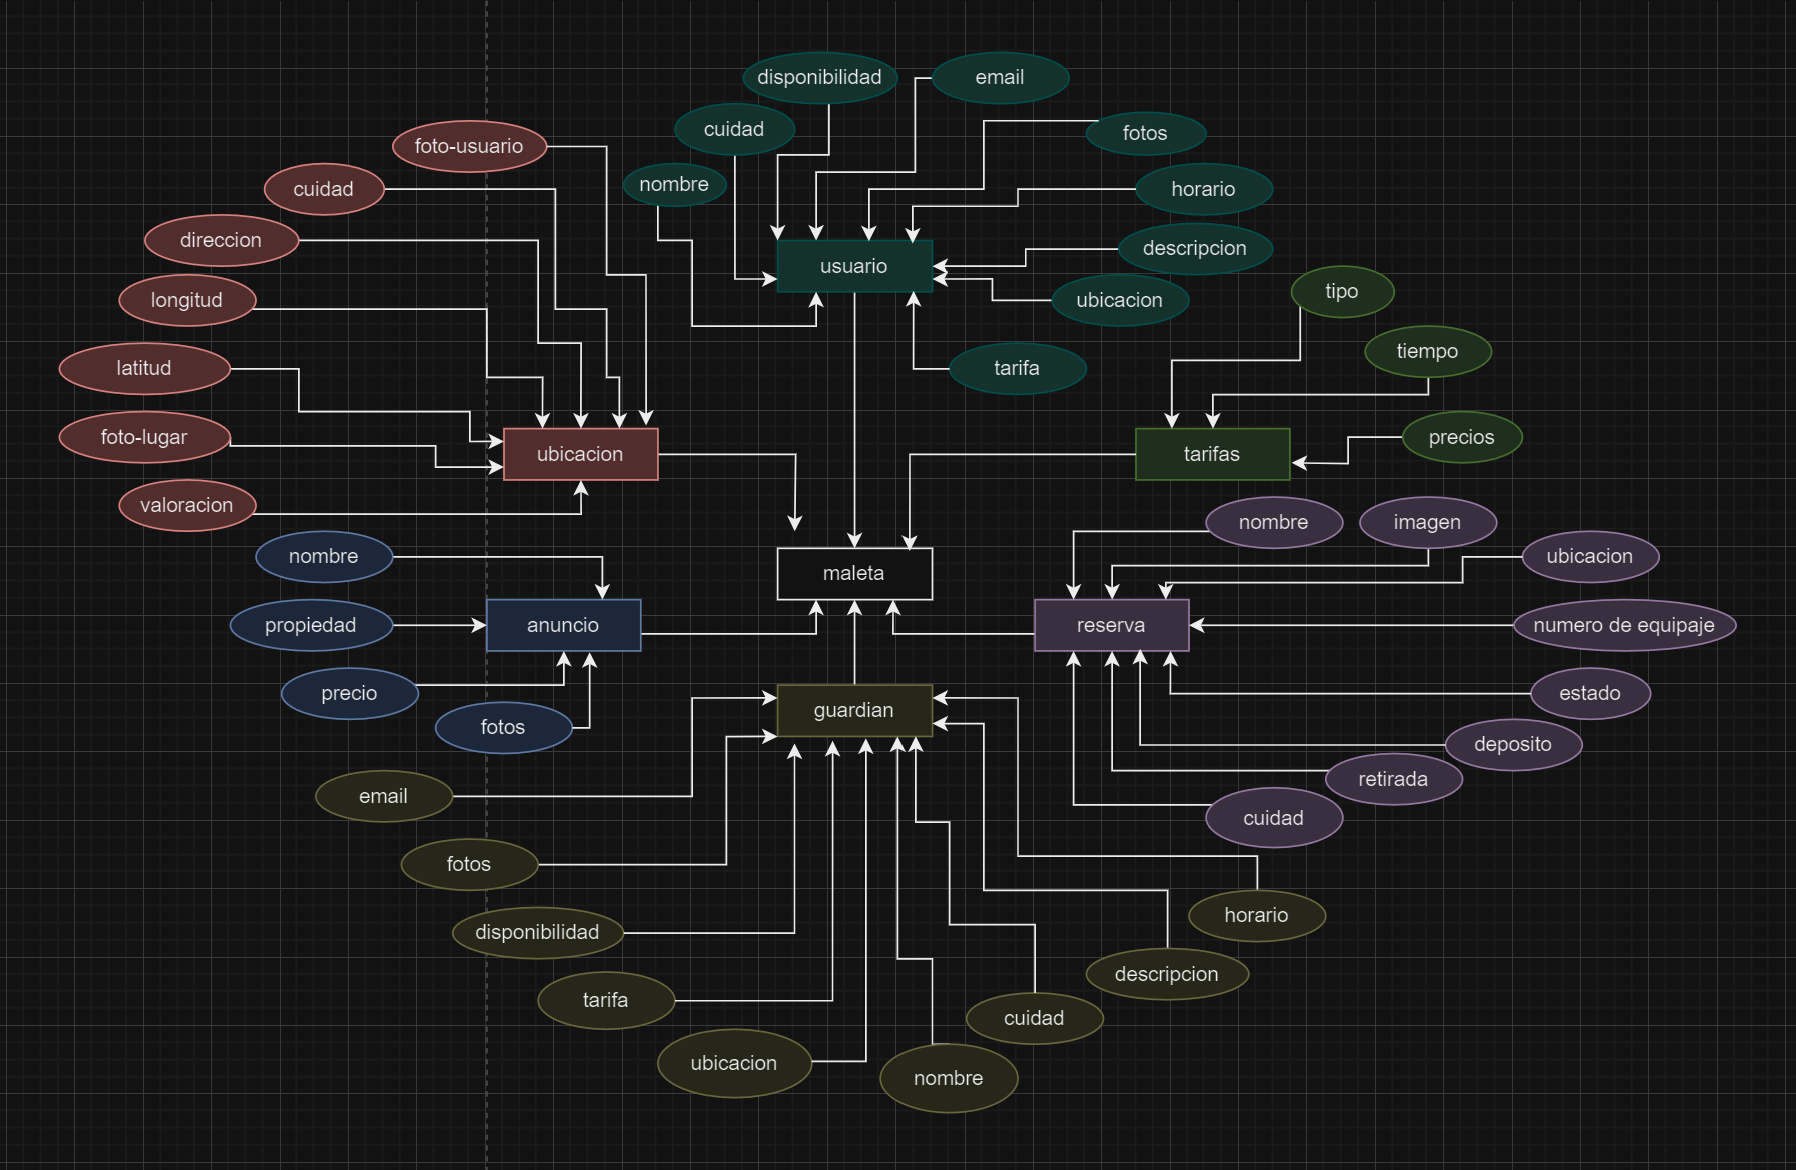 disponibilidad
email
cuidad
fotos
foto-usuario
nombre
cuidad
horario
direccion
descripcion
usuario
longitud
ubicacion
tipo
latitud
tarifa
tiempo
foto-lugar
ubicacion
tarifas
precios
valoracion
nombre
imagen
nombre
ubicacion
maleta
propiedad
anuncio
reserva
numero de equipaje
precio
estado
fotos
guardian
deposito
email
retirada
cuidad
fotos
horario
disponibilidad
descripcion
tarifa
cuidad
ubicacion
nombre